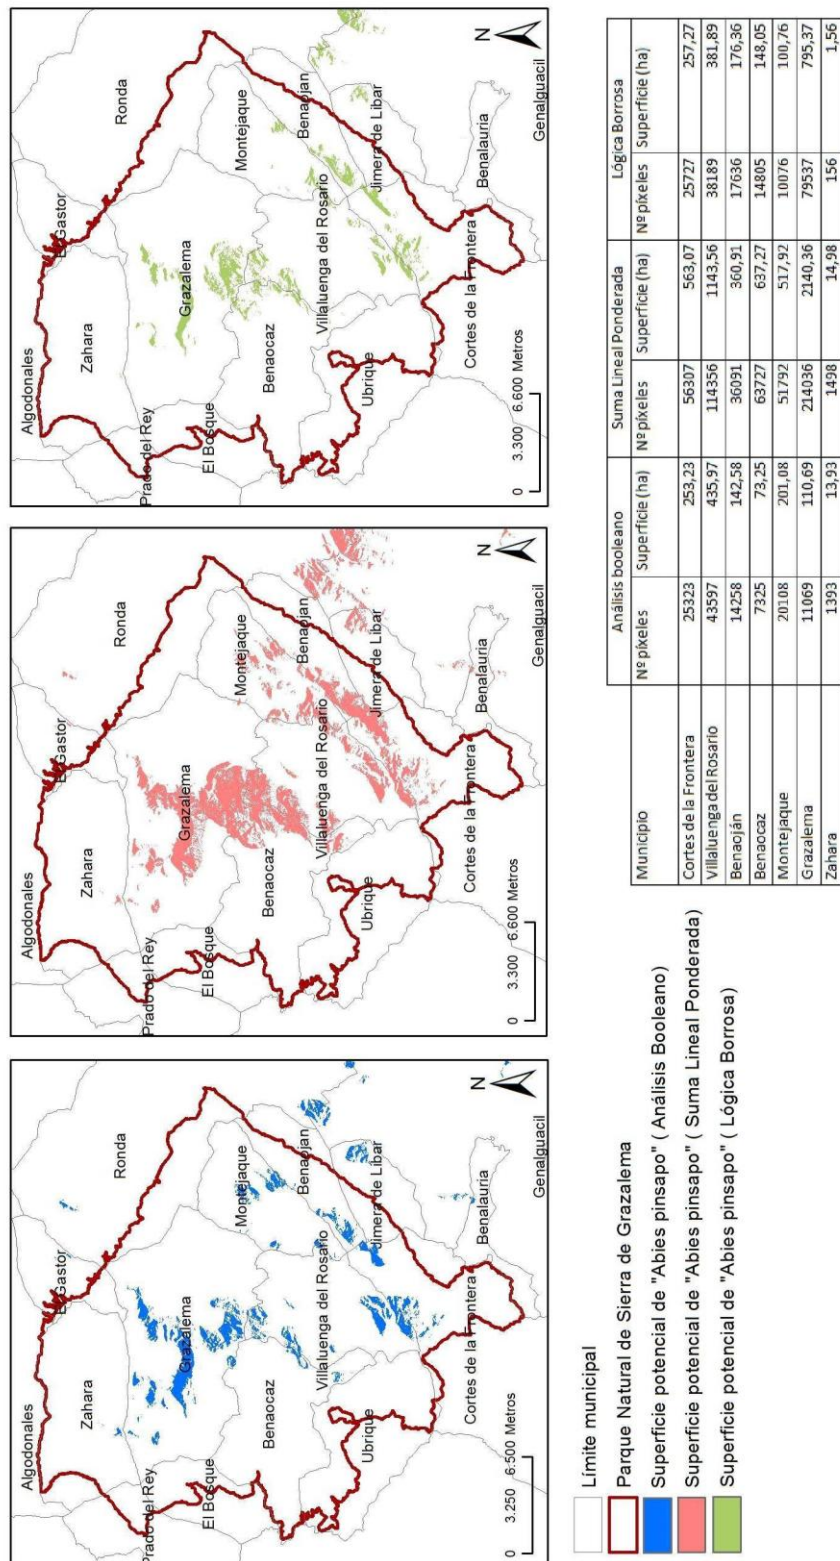 Algodonales
El Gastor
Zahara
Ronda
Prado del Rey
El Bosque
Grazalema
Montejaque
Benaocaz
Benaojan
Villaluenga del Rosario
Ubrique
Jimera de Libar
Cortes de la Frontera
Benalauria
Genalguacil
0 3.250 6.500 Metros
N
Algodonales
El Gastor
Zahara
Ronda
Prado del Rey
El Bosque
Grazalema
Montejaque
Benaocaz
Benaojan
Villaluenga del Rosario
Ubrique
Jimera de Libar
Cortes de la Frontera
Benalauria
Genalguacil
0 3.300 6.600 Metros
N
Algodonales
El Gastor
Zahara
Ronda
Prado del Rey
El Bosque
Grazalema
Montejaque
Benaocaz
Benaojan
Villaluenga del Rosario
Ubrique
Jimera de Libar
Cortes de la Frontera
Benalauria
Genalguacil
0 3.300 6.600 Metros
N
Límite municipal
Parque Natural de Sierra de Grazalema
Superficie potencial de "Abies pinsapo" ( Análisis Booleano)
Superficie potencial de "Abies pinsapo" ( Suma Lineal Ponderada)
Superficie potencial de "Abies pinsapo" ( Lógica Borrosa)
Análisis booleano Suma Lineal Ponderada Lógica Borrosa
Municipio Nº píxeles Superficie (ha) Nº píxeles Superficie (ha) Nº píxeles Superficie (ha)
Cortes de la Frontera 25323 253,23 56307 563,07 25727 257,27
Villaluenga del Rosario 43597 435,97 114356 1143,56 38189 381,89
Benaoján 14258 142,58 36091 360,91 17636 176,36
Benaocaz 7325 73,25 63727 637,27 14805 148,05
Montejaque 20108 201,08 51792 517,92 10076 100,76
Grazalema 11069 110,69 214036 2140,36 79537 795,37
Zahara 1393 13,93 1498 14,98 156 1,56